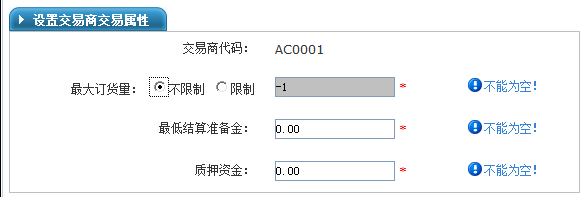 设置交易商交易属性
交易商代码： AC0001
最大订货量： 不限制 限制 -1 * 不能为空!
最低结算准备金： 0.00 * 不能为空!
质押资金： 0.00 * 不能为空!